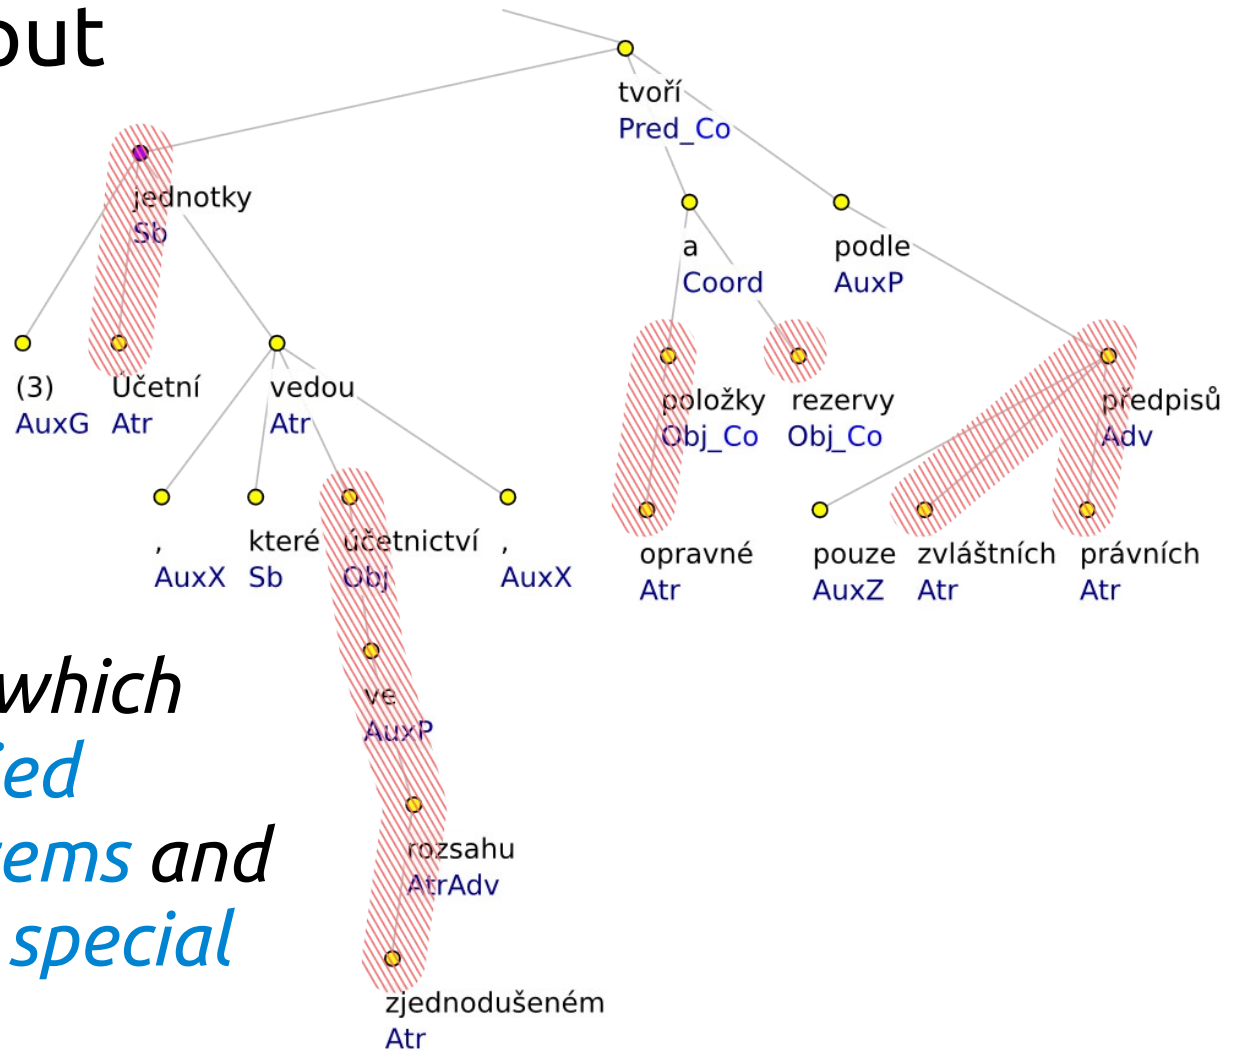 out
tvoří
Pred_Co
jednotky
Sb
a
Coord
podle
AuxP
(3)
AuxG
Účetní
Atr
vedou
Atr
položky
Obj_Co
rezervy
Obj_Co
předpisů
Adv
,
AuxX
které
Sb
účetnictví
Obj
,
AuxX
opravné
Atr
pouze
AuxZ
zvláštních
Atr
právních
Atr
ve
AuxP
rozsahu
AtrAdv
zjednodušeném
Atr
which
ied
tems and
special